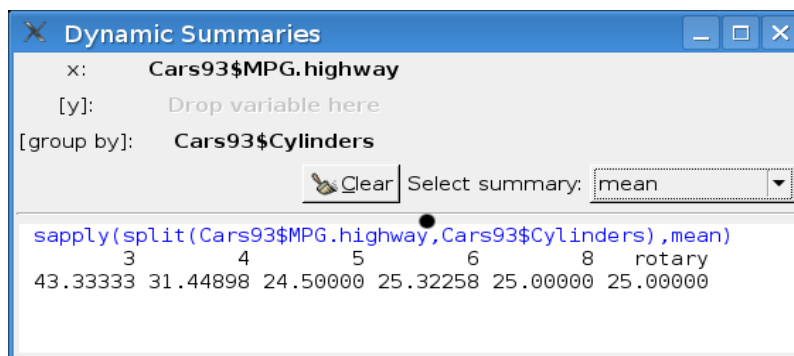 Dynamic Summaries
x: Cars93$MPG.highway
[y]: Drop variable here
[group by]: Cars93$Cylinders
Clear Select summary: mean
sapply(split(Cars93$MPG.highway,Cars93$Cylinders),mean)
3 4 5 6 8 rotary
43.33333 31.44898 24.50000 25.32258 25.00000 25.00000